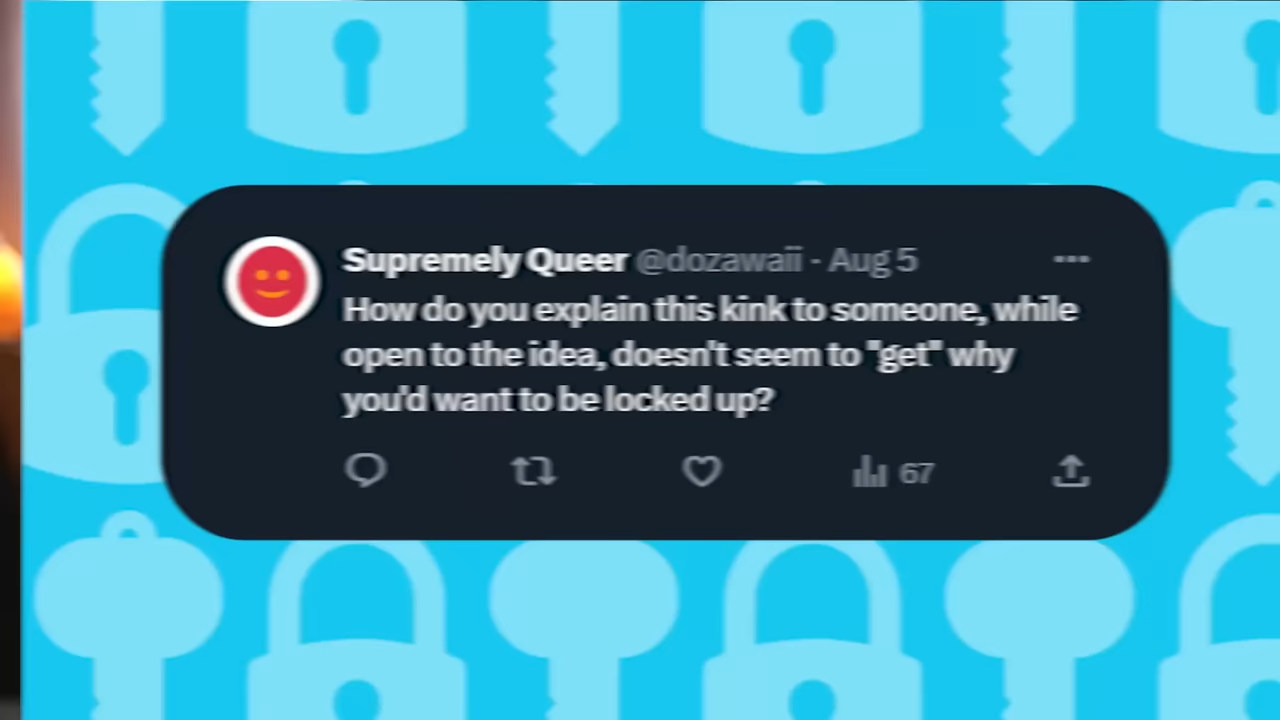 Supremely Queer @dozawaii · Aug 5
How do you explain this kink to someone, while
open to the idea, doesn't seem to "get" why
you'd want to be locked up?
67